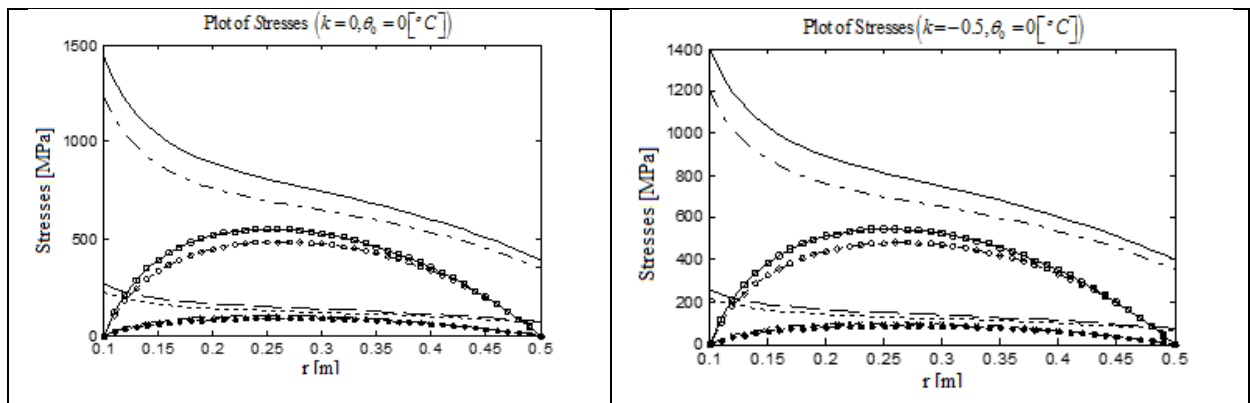 Plot of Stresses (k=0,θ₀=0[°C])
1500
1000
500
0
Stresses [MPa]
0.1 0.15 0.2 0.25 0.3 0.35 0.4 0.45 0.5
r [m]
Plot of Stresses(k=−0.5,θ₀=0[°C])
1400
1200
1000
800
600
400
200
0
Stresses [MPa]
0.1 0.15 0.2 0.25 0.3 0.35 0.4 0.45 0.5
r [m]